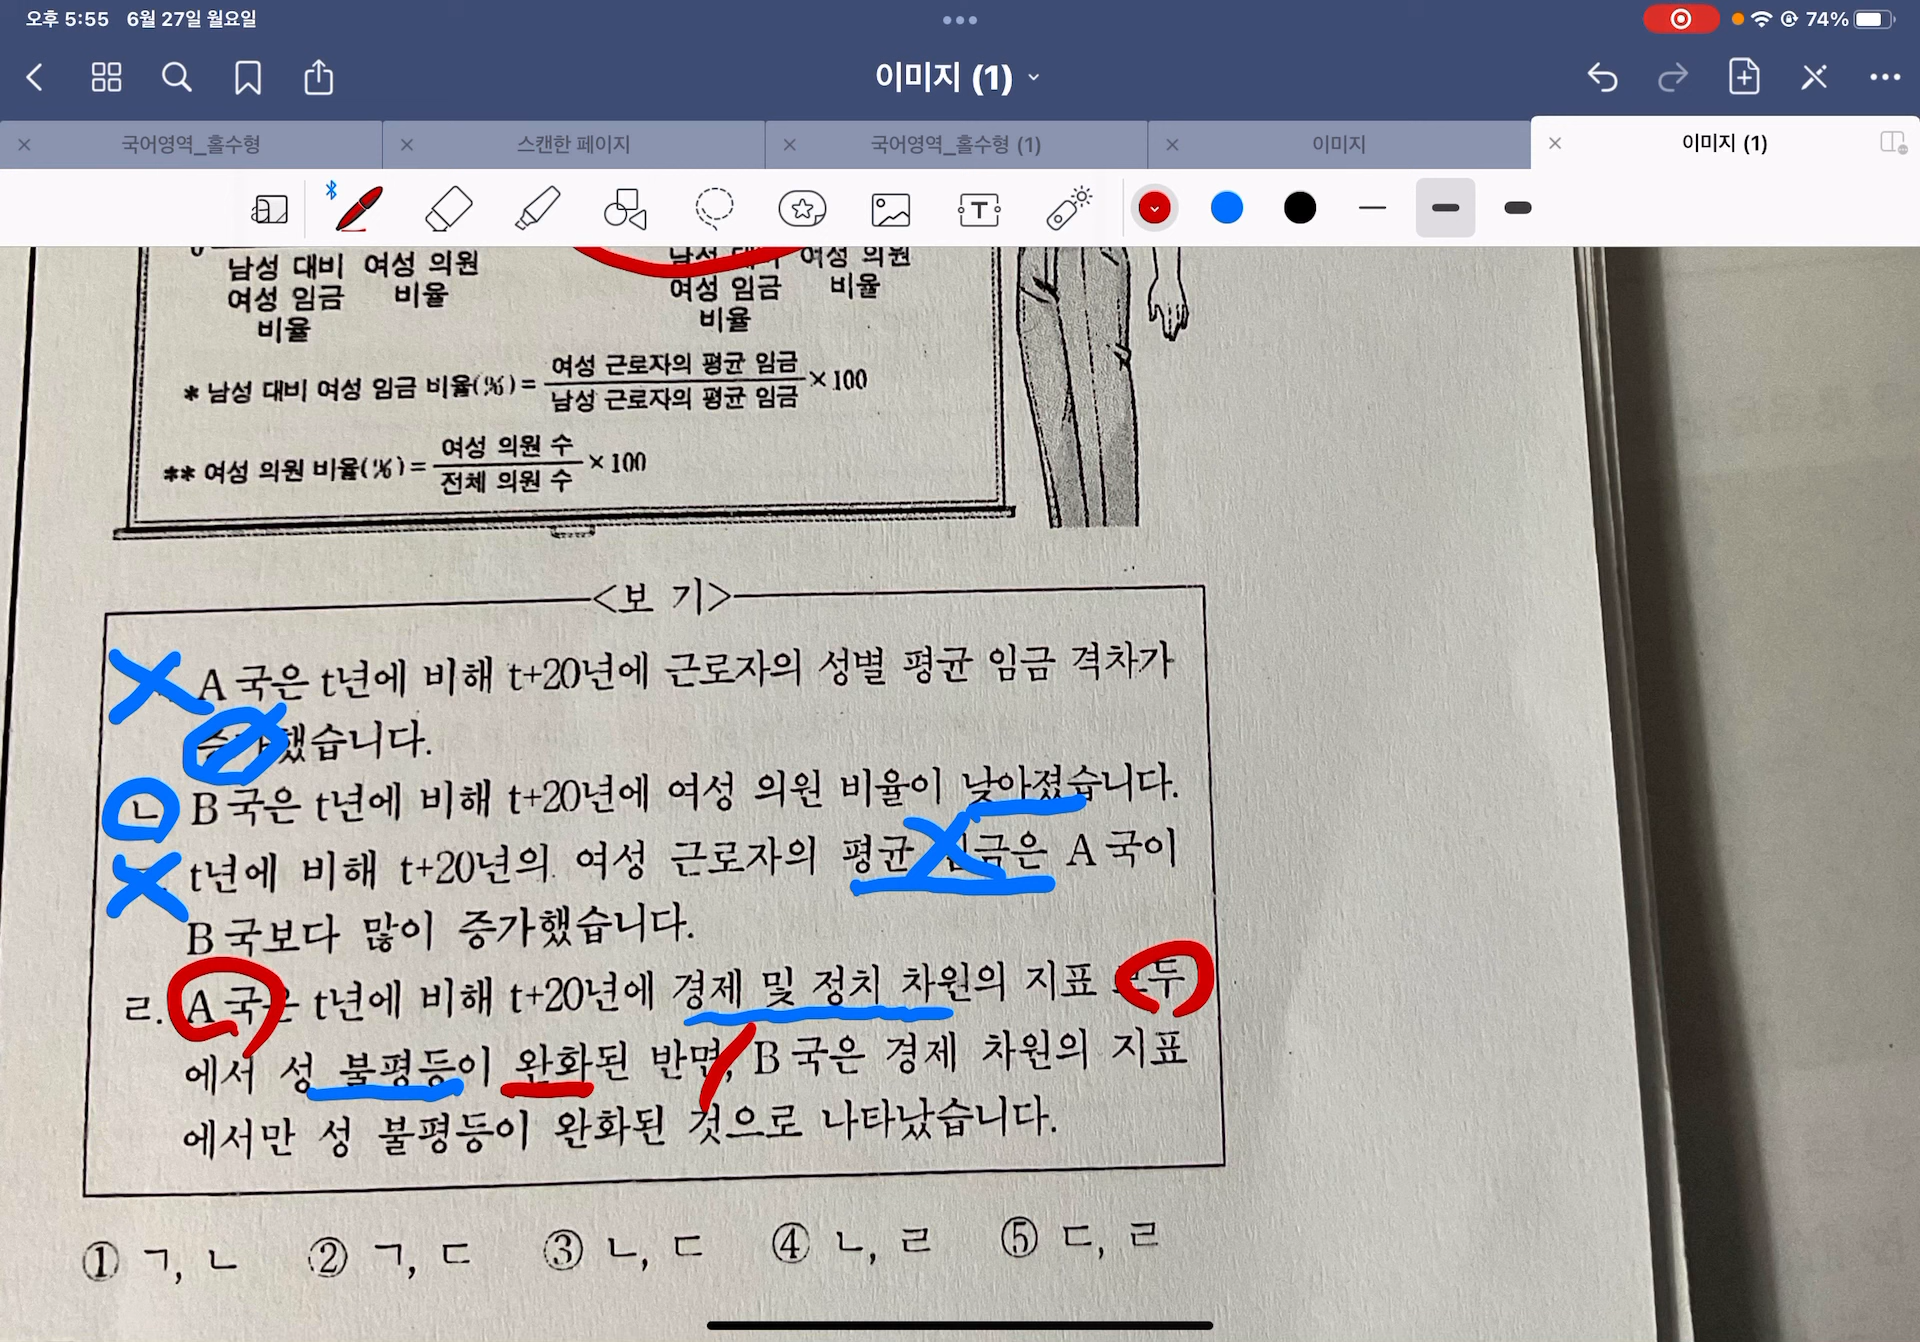 오후 5:55 6월 27일 월요일
74%
이미지 (1)
국어영역_홀수형
스캔한 페이지
국어영역_홀수형 (1)
이미지
이미지 (1)
0
남성 대비 여성 의원
여성 임금 비율
비율
남성 대비 여성 의원
여성 임금 비율
비율
* 남성 대비 여성 임금 비율(%) = 여성 근로자의 평균 임금 / 남성 근로자의 평균 임금 × 100
** 여성 의원 비율(%) = 여성 의원 수 / 전체 의원 수 × 100
<보 기>
A국은 t년에 비해 t+20년에 근로자의 성별 평균 임금 격차가
했습니다.
ㄴ B국은 t년에 비해 t+20년에 여성 의원 비율이 낮아졌습니다.
t년에 비해 t+20년의 여성 근로자의 평균 임금은 A국이
B국보다 많이 증가했습니다.
ㄹ. A국은 t년에 비해 t+20년에 경제 및 정치 차원의 지표 모두
에서 성 불평등이 완화된 반면, B국은 경제 차원의 지표
에서만 성 불평등이 완화된 것으로 나타났습니다.
① ㄱ, ㄴ ② ㄱ, ㄷ ③ ㄴ, ㄷ ④ ㄴ, ㄹ ⑤ ㄷ, ㄹ